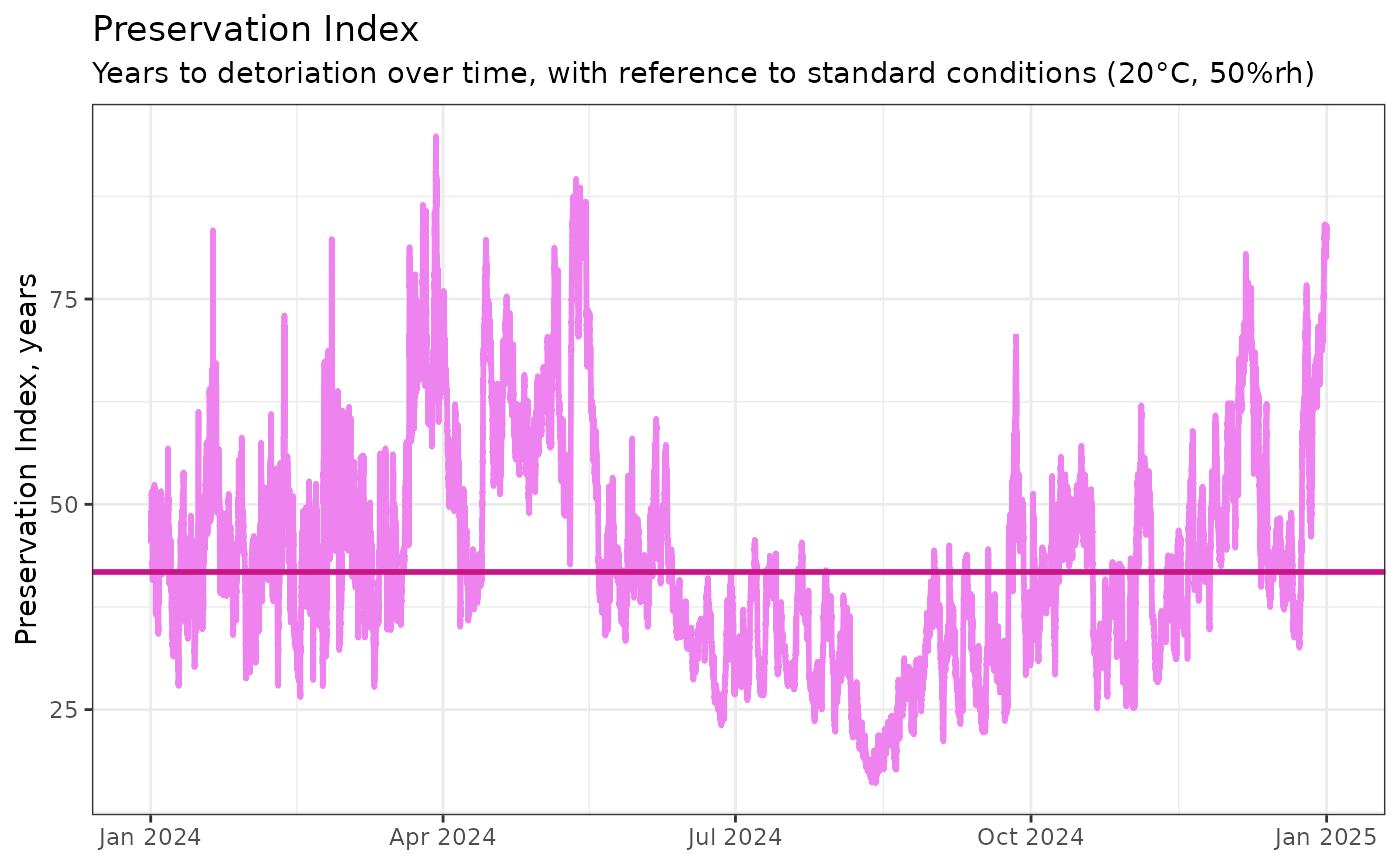 Preservation Index
Years to detoriation over time, with reference to standard conditions (20°C, 50%rh)
Preservation Index, years
75
50
25
Jan 2024
Apr 2024
Jul 2024
Oct 2024
Jan 2025